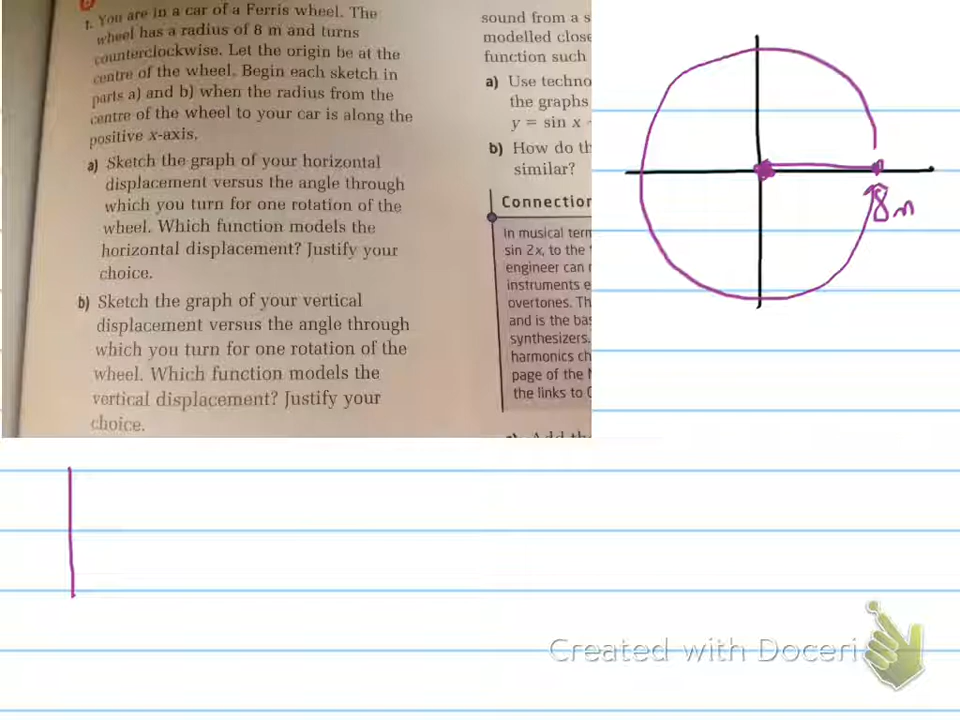 1. You are in a car of a Ferris wheel. The
wheel has a radius of 8 m and turns
counterclockwise. Let the origin be at the
centre of the wheel. Begin each sketch in
parts a) and b) when the radius from the
centre of the wheel to your car is along the
positive x-axis.
a) Sketch the graph of your horizontal
displacement versus the angle through
which you turn for one rotation of the
wheel. Which function models the
horizontal displacement? Justify your
choice.
b) Sketch the graph of your vertical
displacement versus the angle through
which you turn for one rotation of the
wheel. Which function models the
vertical displacement? Justify your
choice.
sound from a s
modelled close
function such
a) Use techno
the graphs
y = sin x -
b) How do th
similar?
Connection
In musical tern
sin 2x, to the
engineer can
instruments e
overtones. Th
and is the bas
synthesizers.
harmonics ch
page of the
the links to
Add the
8m
Created with Doceri